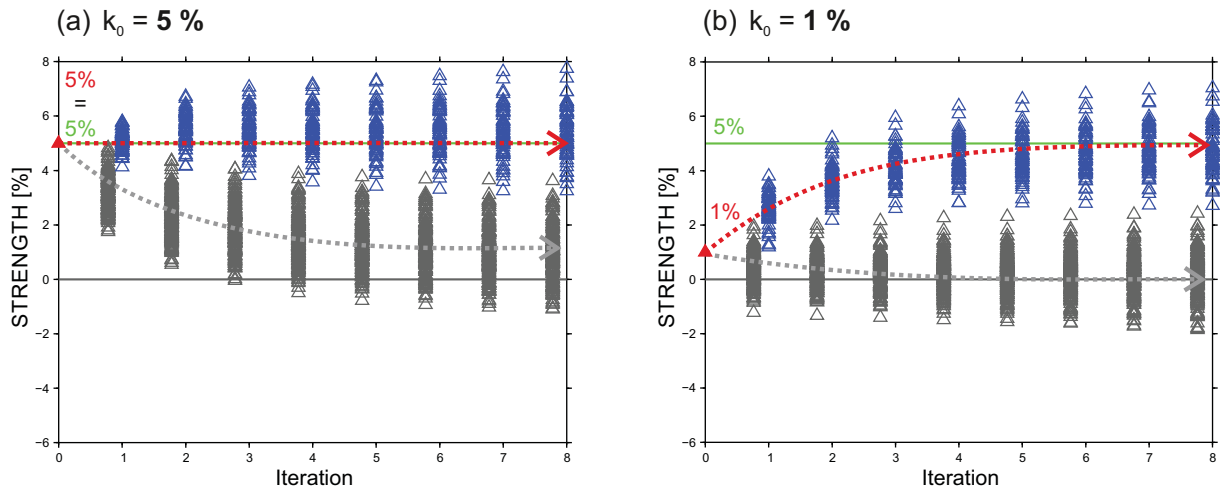 (a) k0 = 5 %
8
6
4
2
0
−2
−4
−6
STRENGTH [%]
5%
=
5%
0 1 2 3 4 5 6 7 8
Iteration
(b) k0 = 1 %
8
6
4
2
0
−2
−4
−6
STRENGTH [%]
5%
1%
0 1 2 3 4 5 6 7 8
Iteration